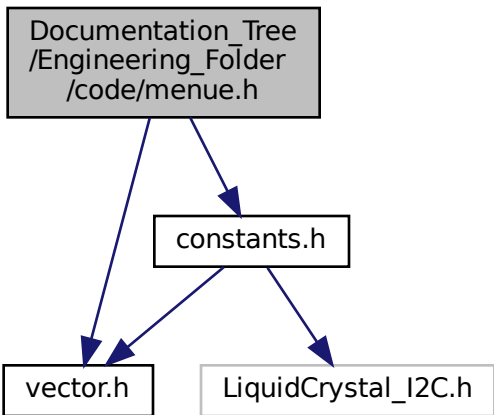 Documentation_Tree
/Engineering_Folder
/code/menue.h
constants.h
vector.h
LiquidCrystal_I2C.h